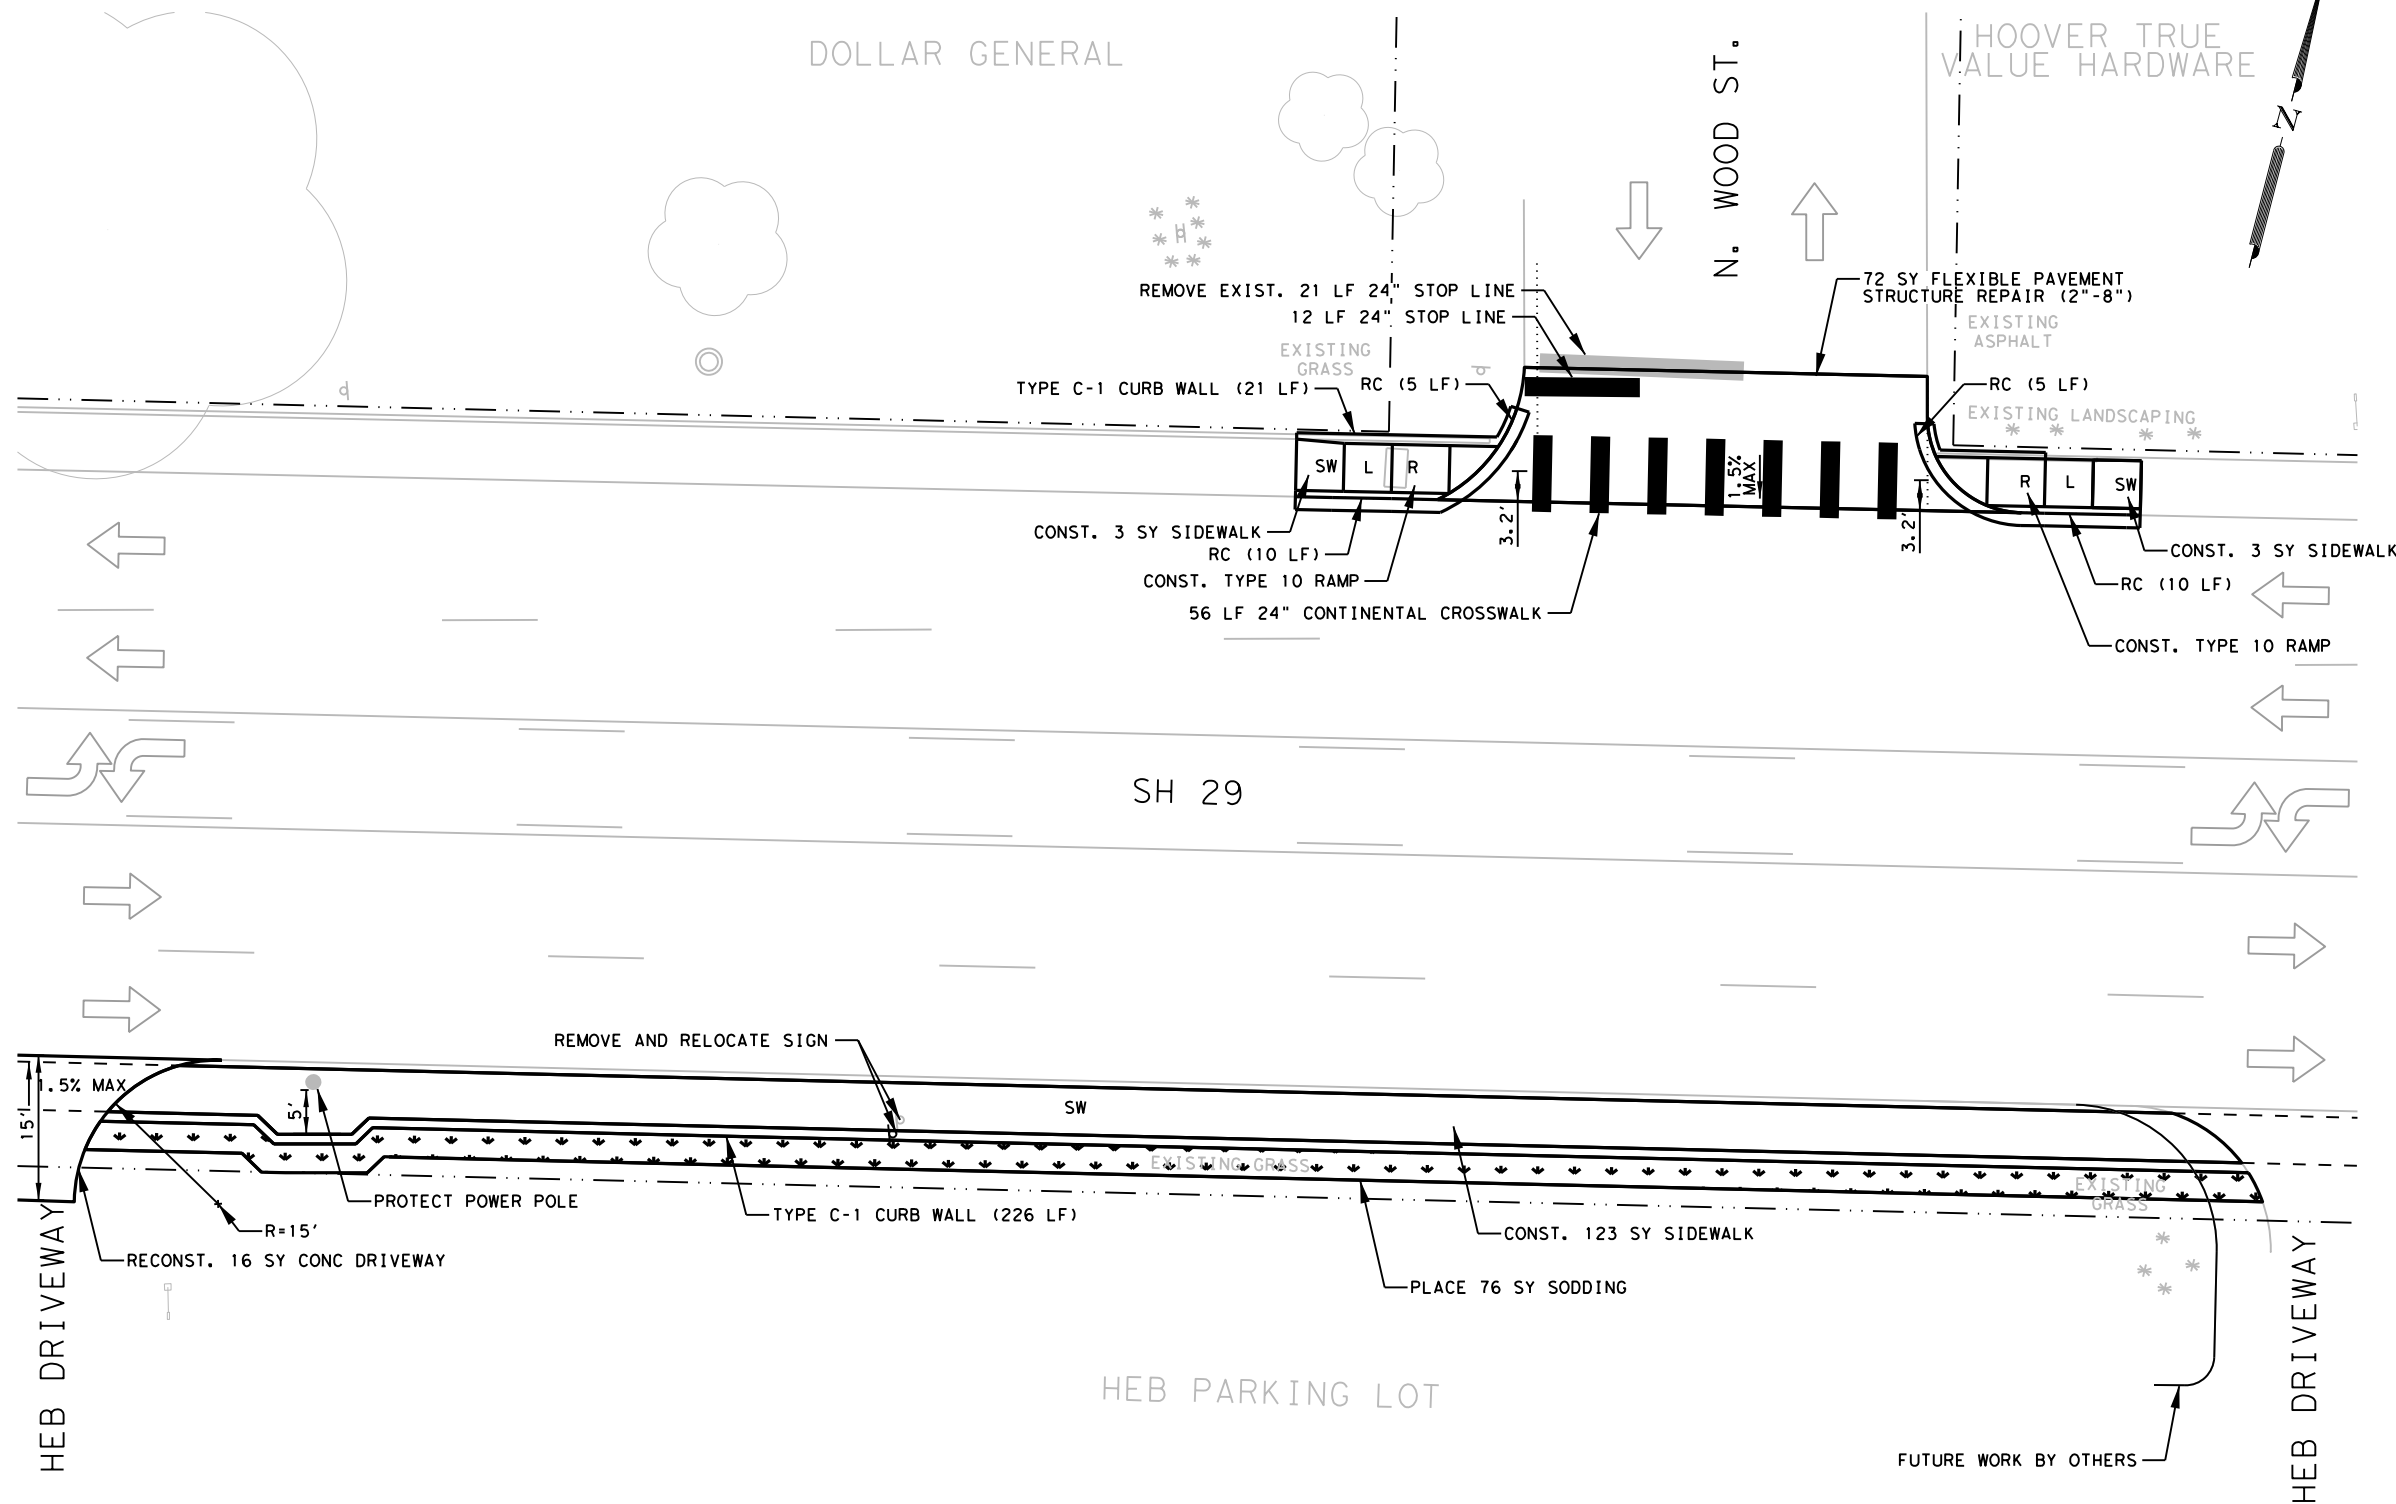 DOLLAR GENERAL
N. WOOD ST.
HOOVER TRUE
VALUE HARDWARE
N
REMOVE EXIST. 21 LF 24" STOP LINE
12 LF 24" STOP LINE
72 SY FLEXIBLE PAVEMENT
STRUCTURE REPAIR (2"-8")
EXISTING
GRASS
EXISTING
ASPHALT
TYPE C-1 CURB WALL (21 LF)
RC (5 LF)
RC (5 LF)
EXISTING LANDSCAPING
SW
L
R
1.5%
MAX
R
L
SW
3.2'
3.2'
CONST. 3 SY SIDEWALK
RC (10 LF)
CONST. TYPE 10 RAMP
56 LF 24" CONTINENTAL CROSSWALK
CONST. 3 SY SIDEWALK
RC (10 LF)
CONST. TYPE 10 RAMP
SH 29
REMOVE AND RELOCATE SIGN
1.5% MAX
15'
5'
SW
EXISTING GRASS
EXISTING
GRASS
PROTECT POWER POLE
TYPE C-1 CURB WALL (226 LF)
R=15'
CONST. 123 SY SIDEWALK
RECONST. 16 SY CONC DRIVEWAY
PLACE 76 SY SODDING
HEB DRIVEWAY
HEB PARKING LOT
HEB DRIVEWAY
FUTURE WORK BY OTHERS